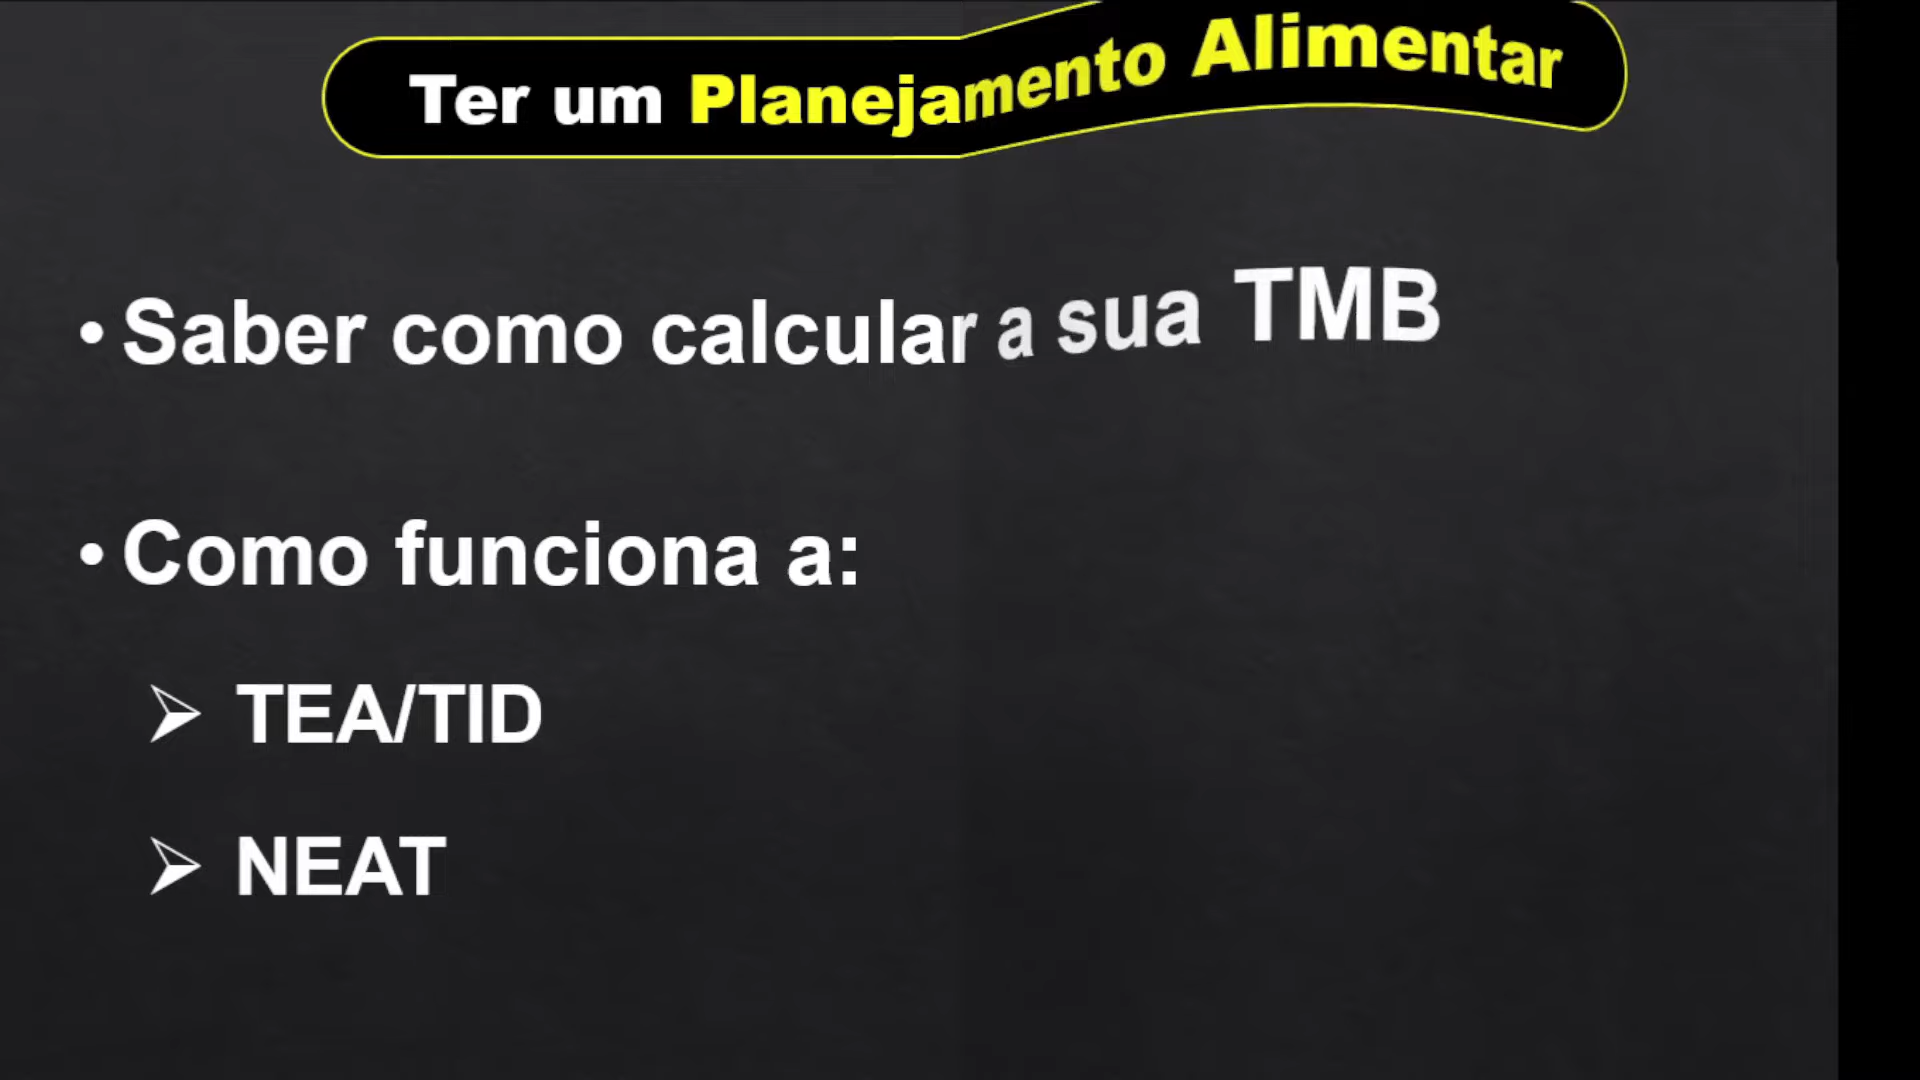 Ter um Planejamento Alimentar
• Saber como calcular a sua TMB
• Como funciona a:
➢ TEA/TID
➢ NEAT